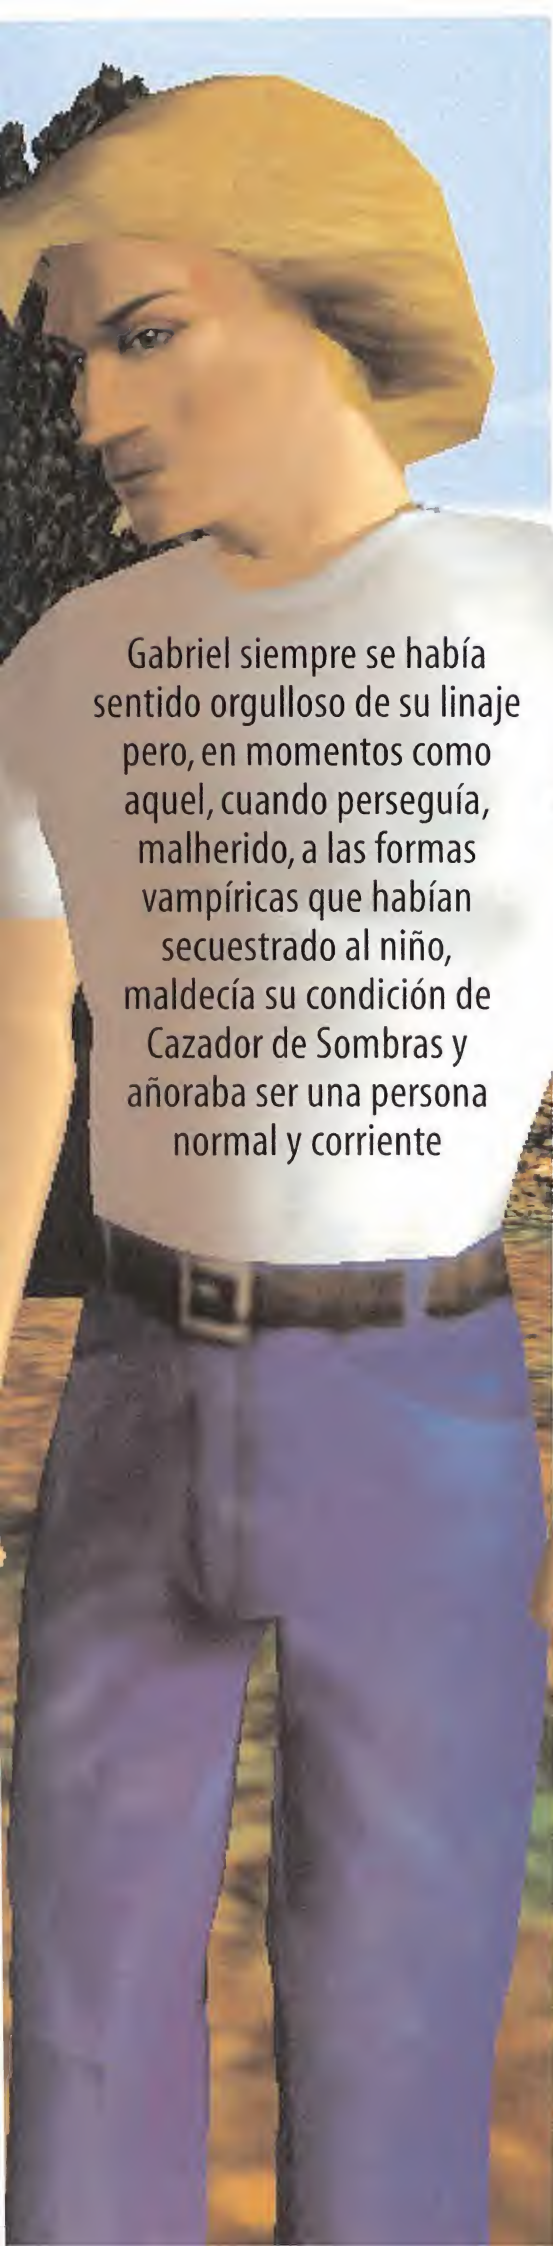 Gabriel siempre se había
sentido orgulloso de su linaje
pero, en momentos como
aquel, cuando perseguía,
malherido, a las formas
vampíricas que habían
secuestrado al niño,
maldecía su condición de
Cazador de Sombras y
añoraba ser una persona
normal y corriente